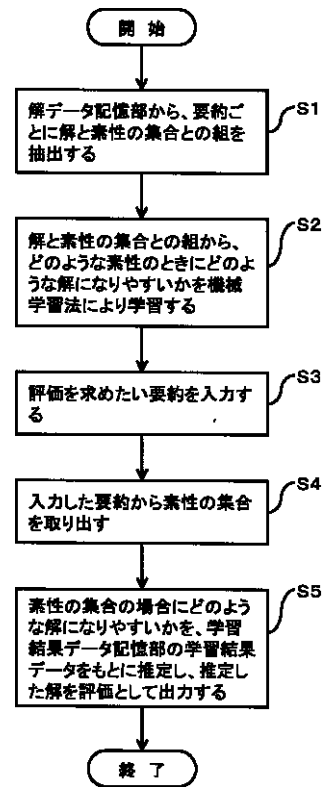 開 始
S1
解データ記憶部から、要約ご
とに解と素性の集合との組を
抽出する
S2
解と素性の集合との組から、
どのような素性のときにどのよ
うな解になりやすいかを機械
学習法により学習する
S3
評価を求めたい要約を入力す
る
S4
入力した要約から素性の集合
を取り出す
S5
素性の集合の場合にどのよう
な解になりやすいかを、学習
結果データ記憶部の学習結果
データをもとに推定し、推定し
た解を評価として出力する
終 了